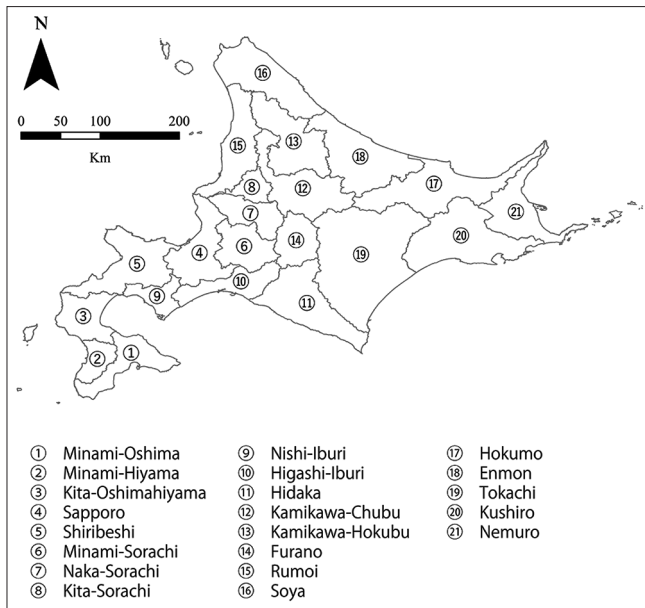 N
0 50 100 200
Km
⑯
⑮
⑬
⑱
⑧
⑫
⑰
⑦
㉑
④
⑥
⑭
⑳
⑲
⑤
⑩
⑨
⑪
③
②
①
① Minami-Oshima
② Minami-Hiyama
③ Kita-Oshimahiyama
④ Sapporo
⑤ Shiribeshi
⑥ Minami-Sorachi
⑦ Naka-Sorachi
⑧ Kita-Sorachi
⑨ Nishi-Iburi
⑩ Higashi-Iburi
⑪ Hidaka
⑫ Kamikawa-Chubu
⑬ Kamikawa-Hokubu
⑭ Furano
⑮ Rumoi
⑯ Soya
⑰ Hokumo
⑱ Enmon
⑲ Tokachi
⑳ Kushiro
㉑ Nemuro